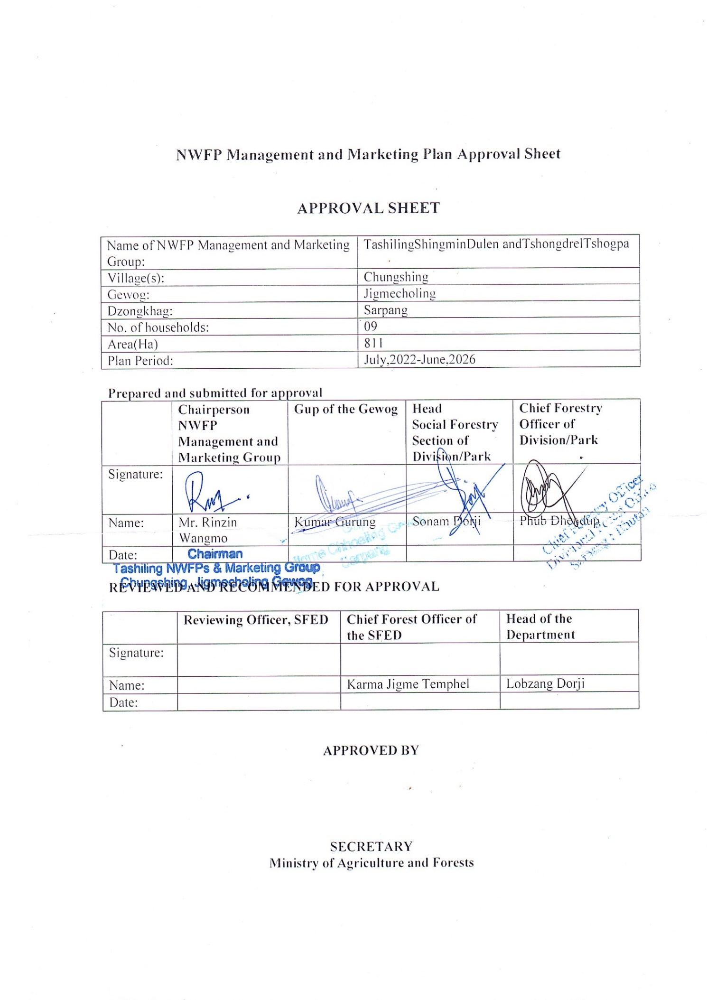 NWFP Management and Marketing Plan Approval Sheet
APPROVAL SHEET
Name of NWFP Management and Marketing Group: TashilingShingminDulen andTshongdrelTshogpa
Village(s): Chungshing
Gewog: Jigmecholing
Dzongkhag: Sarpang
No. of households: 09
Area(Ha) 811
Plan Period: July,2022-June,2026
Prepared and submitted for approval
Chairperson NWFP Management and Marketing Group
Gup of the Gewog
Head Social Forestry Section of Division/Park
Chief Forestry Officer of Division/Park
Signature:
Name: Mr. Rinzin Wangmo Kumar Gurung Sonam Dorji Phub Dhendup
Date:
Chairman
Tashiling NWFPs & Marketing Group
Chungshing, Jigmecholing Gewog
Sarpang
Chief Forestry Officer
Divisional Forest Office
Sarpang : Bhutan
REVIEWED AND RECOMMENDED FOR APPROVAL
Reviewing Officer, SFED
Chief Forest Officer of the SFED
Head of the Department
Signature:
Name: Karma Jigme Temphel Lobzang Dorji
Date:
APPROVED BY
SECRETARY
Ministry of Agriculture and Forests